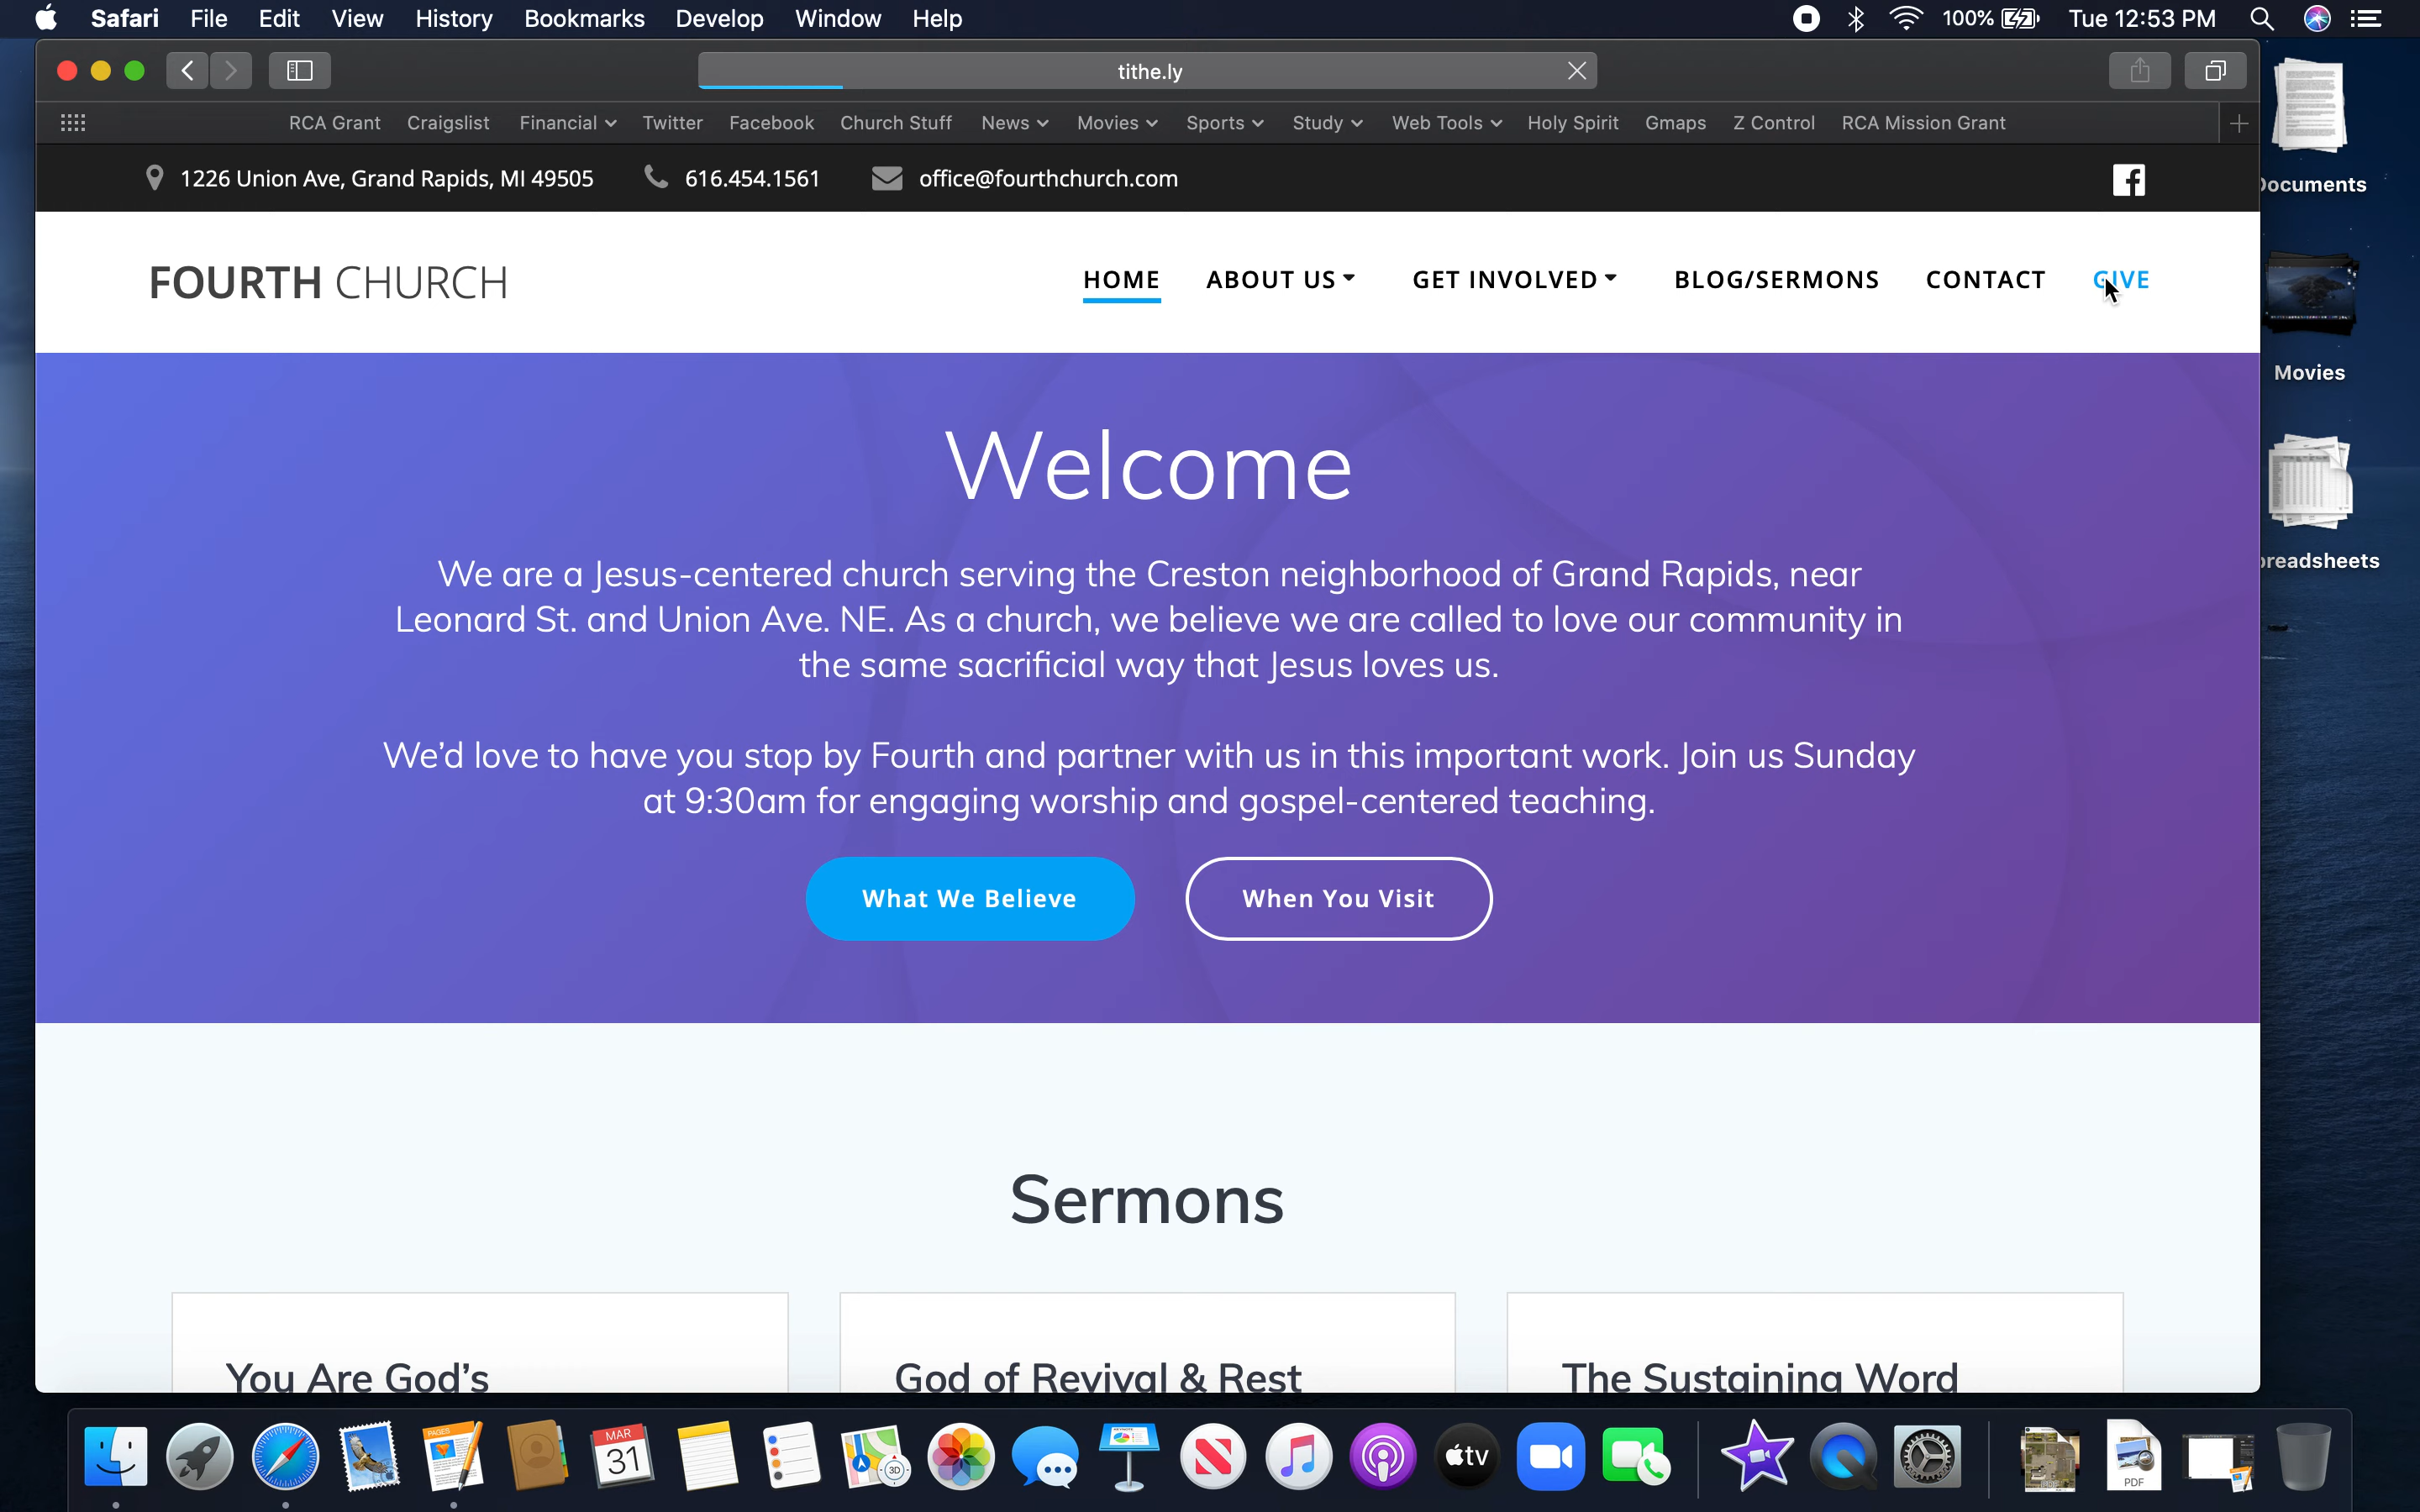 Safari File Edit View History Bookmarks Develop Window Help 100% Tue 12:53 PM
tithe.ly
RCA Grant Craigslist Financial Twitter Facebook Church Stuff News Movies Sports Study Web Tools Holy Spirit Gmaps Z Control RCA Mission Grant
1226 Union Ave, Grand Rapids, MI 49505 616.454.1561 office@fourthchurch.com
FOURTH CHURCH
HOME ABOUT US GET INVOLVED BLOG/SERMONS CONTACT GIVE
Welcome
We are a Jesus-centered church serving the Creston neighborhood of Grand Rapids, near
Leonard St. and Union Ave. NE. As a church, we believe we are called to love our community in
the same sacrificial way that Jesus loves us.
We'd love to have you stop by Fourth and partner with us in this important work. Join us Sunday
at 9:30am for engaging worship and gospel-centered teaching.
What We Believe When You Visit
Sermons
You Are God's God of Revival & Rest The Sustaining Word
ocuments
Movies
readsheets
PAGES
MAR
31
3D
tv
PDF